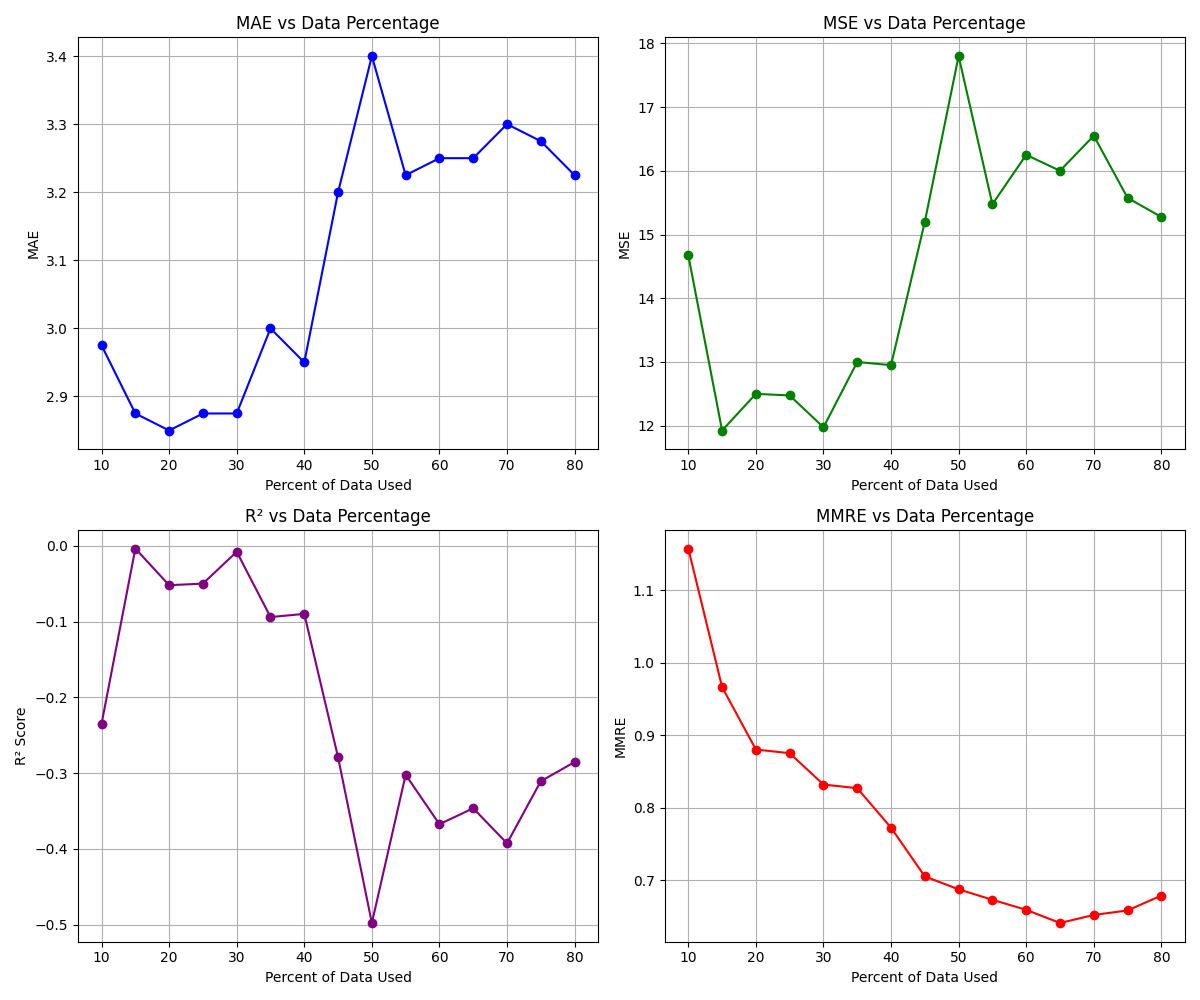 MAE vs Data Percentage
MAE
3.4
3.3
3.2
3.1
3.0
2.9
10 20 30 40 50 60 70 80
Percent of Data Used
MSE vs Data Percentage
MSE
18
17
16
15
14
13
12
10 20 30 40 50 60 70 80
Percent of Data Used
R² vs Data Percentage
R² Score
0.0
−0.1
−0.2
−0.3
−0.4
−0.5
10 20 30 40 50 60 70 80
Percent of Data Used
MMRE vs Data Percentage
MMRE
1.1
1.0
0.9
0.8
0.7
10 20 30 40 50 60 70 80
Percent of Data Used